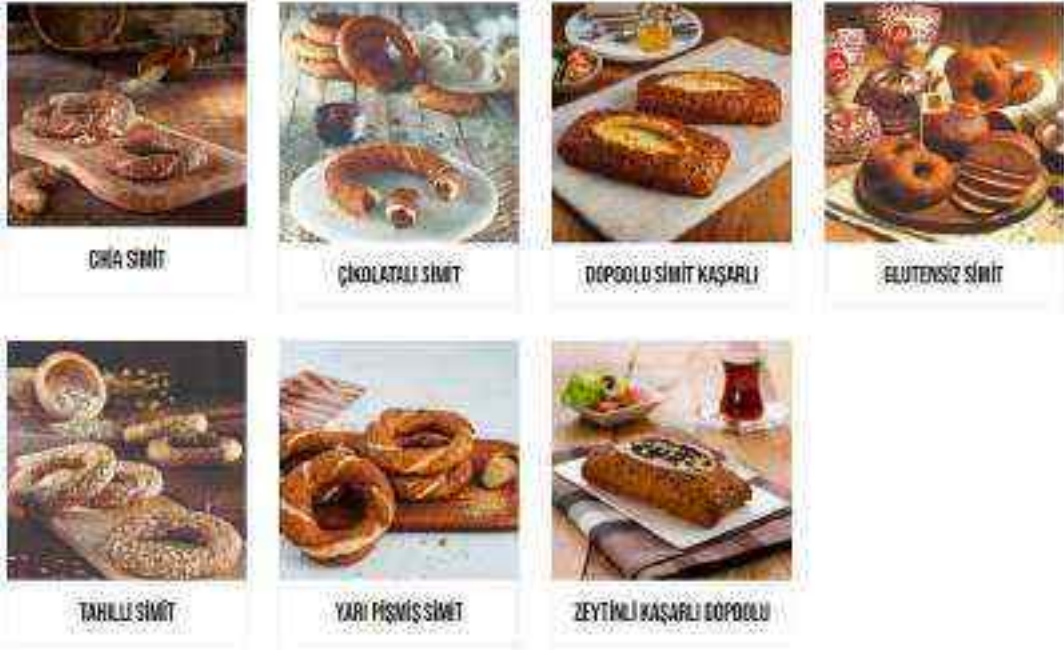 CHİA SİMİT
ÇİKOLATALI SİMİT
DOPDOLU SİMİT KAŞARLI
GLUTENSİZ SİMİT
TAHILLI SİMİT
YARI PİŞMİŞ SİMİT
ZEYTİNLİ KAŞARLI DOPDOLU